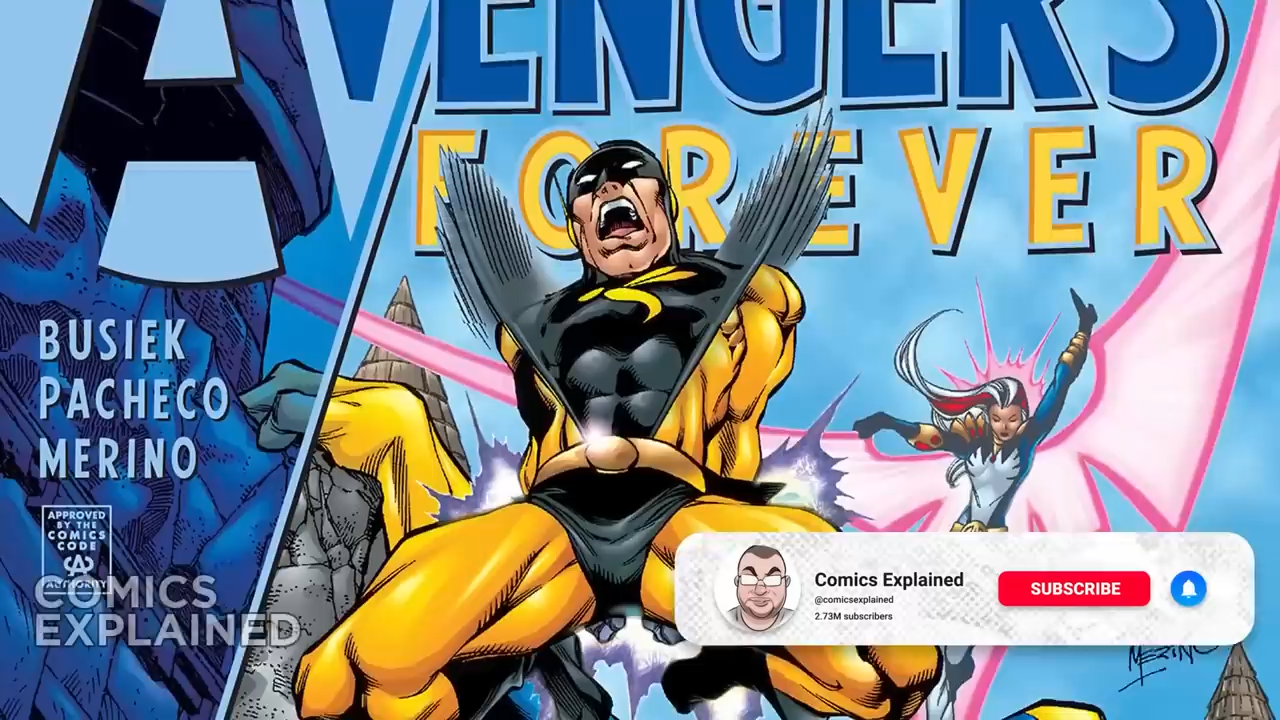 AVENGERS
FOREVER
BUSIEK
PACHECO
MERINO
APPROVED
BY THE
COMICS
CODE
A
AUTHORITY
COMICS
EXPLAINED
Comics Explained
@comicsexplained
2.73M subscribers
SUBSCRIBE
MERINO